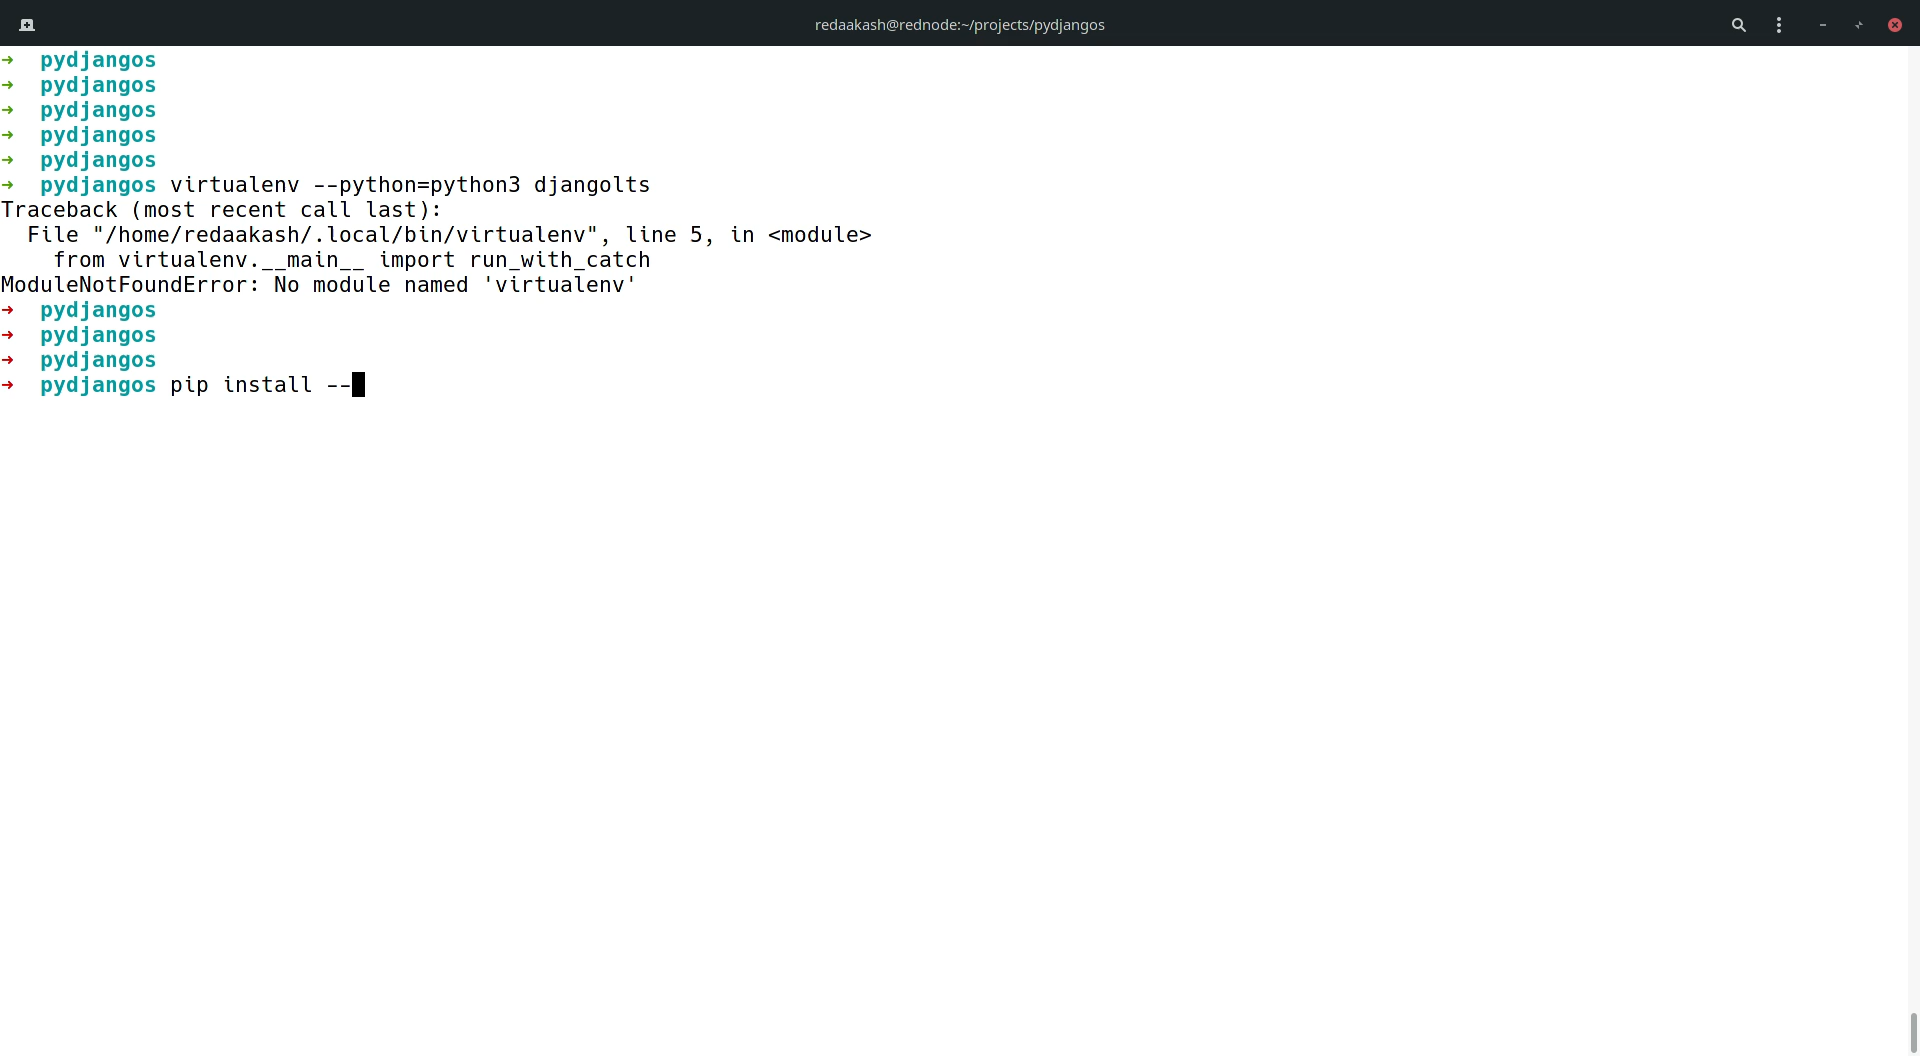 redaakash@rednode:~/projects/pydjangos
➜ pydjangos
➜ pydjangos
➜ pydjangos
➜ pydjangos
➜ pydjangos
➜ pydjangos virtualenv --python=python3 djangolts
Traceback (most recent call last):
  File "/home/redaakash/.local/bin/virtualenv", line 5, in <module>
    from virtualenv.__main__ import run_with_catch
ModuleNotFoundError: No module named 'virtualenv'
➜ pydjangos
➜ pydjangos
➜ pydjangos
➜ pydjangos pip install --